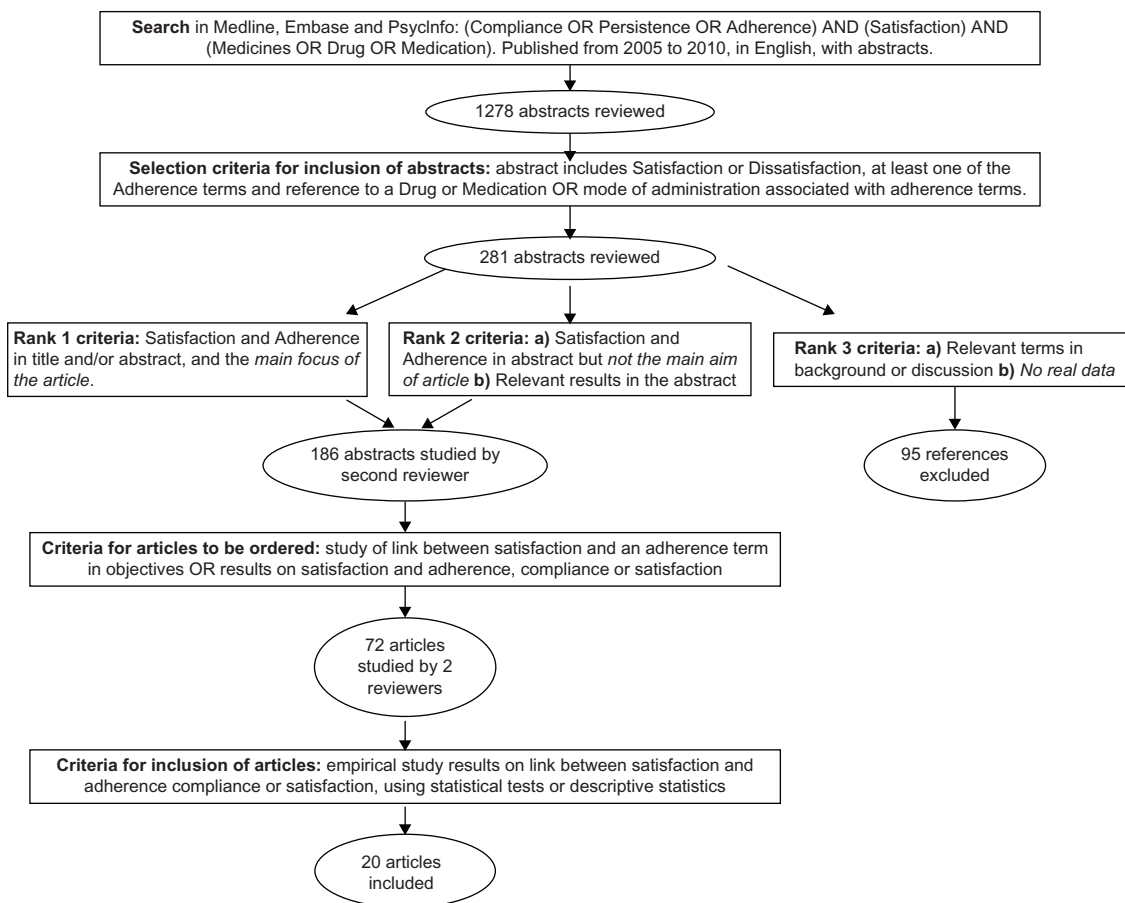 Search in Medline, Embase and PsycInfo: (Compliance OR Persistence OR Adherence) AND (Satisfaction) AND
(Medicines OR Drug OR Medication). Published from 2005 to 2010, in English, with abstracts.
1278 abstracts reviewed
Selection criteria for inclusion of abstracts: abstract includes Satisfaction or Dissatisfaction, at least one of the
Adherence terms and reference to a Drug or Medication OR mode of administration associated with adherence terms.
281 abstracts reviewed
Rank 1 criteria: Satisfaction and Adherence
in title and/or abstract, and the main focus of
the article.
Rank 2 criteria: a) Satisfaction and
Adherence in abstract but not the main aim
of article b) Relevant results in the abstract
Rank 3 criteria: a) Relevant terms in
background or discussion b) No real data
186 abstracts studied by
second reviewer
95 references
excluded
Criteria for articles to be ordered: study of link between satisfaction and an adherence term
in objectives OR results on satisfaction and adherence, compliance or satisfaction
72 articles
studied by 2
reviewers
Criteria for inclusion of articles: empirical study results on link between satisfaction and
adherence compliance or satisfaction, using statistical tests or descriptive statistics
20 articles
included